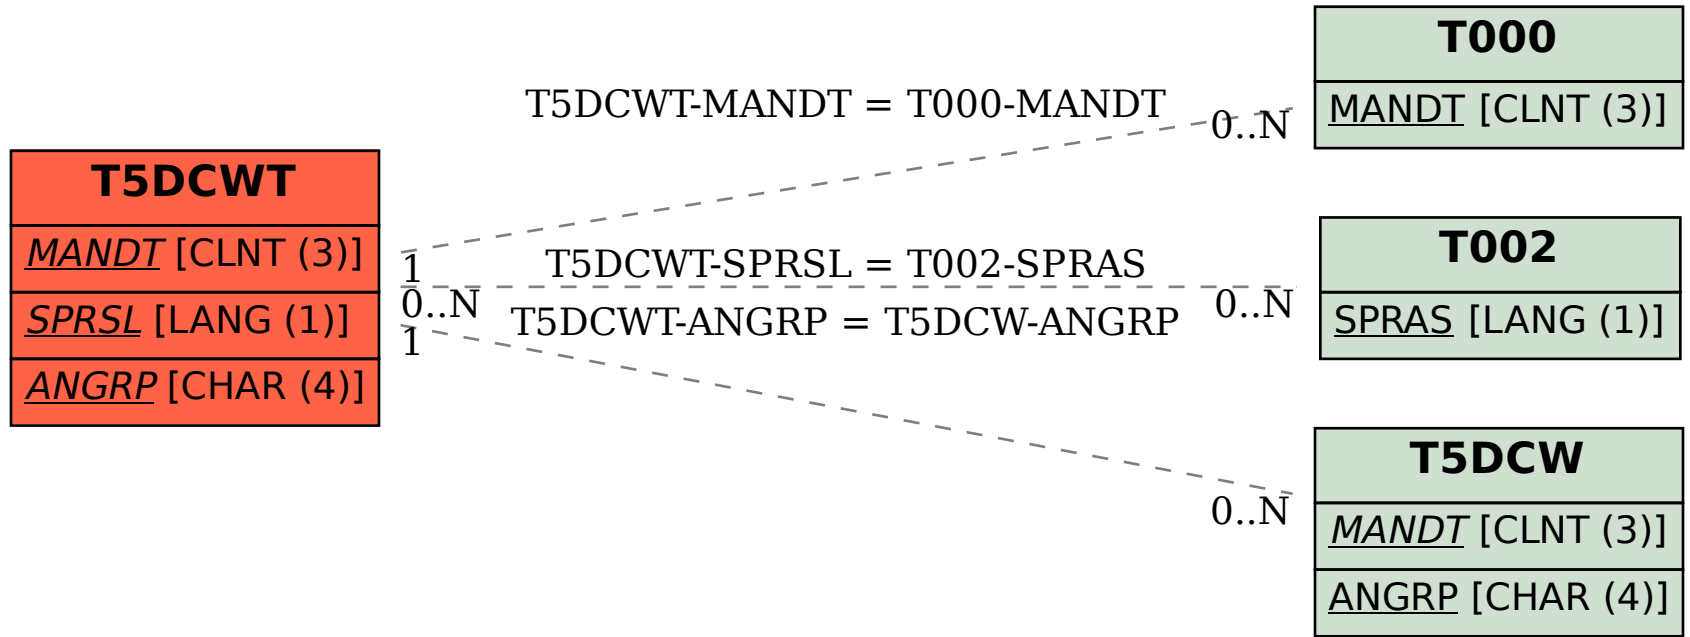 T000
MANDT [CLNT (3)]
T5DCWT-MANDT = T000-MANDT
0..N
T5DCWT
MANDT [CLNT (3)]
SPRSL [LANG (1)]
ANGRP [CHAR (4)]
1
T5DCWT-SPRSL = T002-SPRAS
0..N
0..N
T5DCWT-ANGRP = T5DCW-ANGRP
1
T002
SPRAS [LANG (1)]
0..N
T5DCW
MANDT [CLNT (3)]
ANGRP [CHAR (4)]